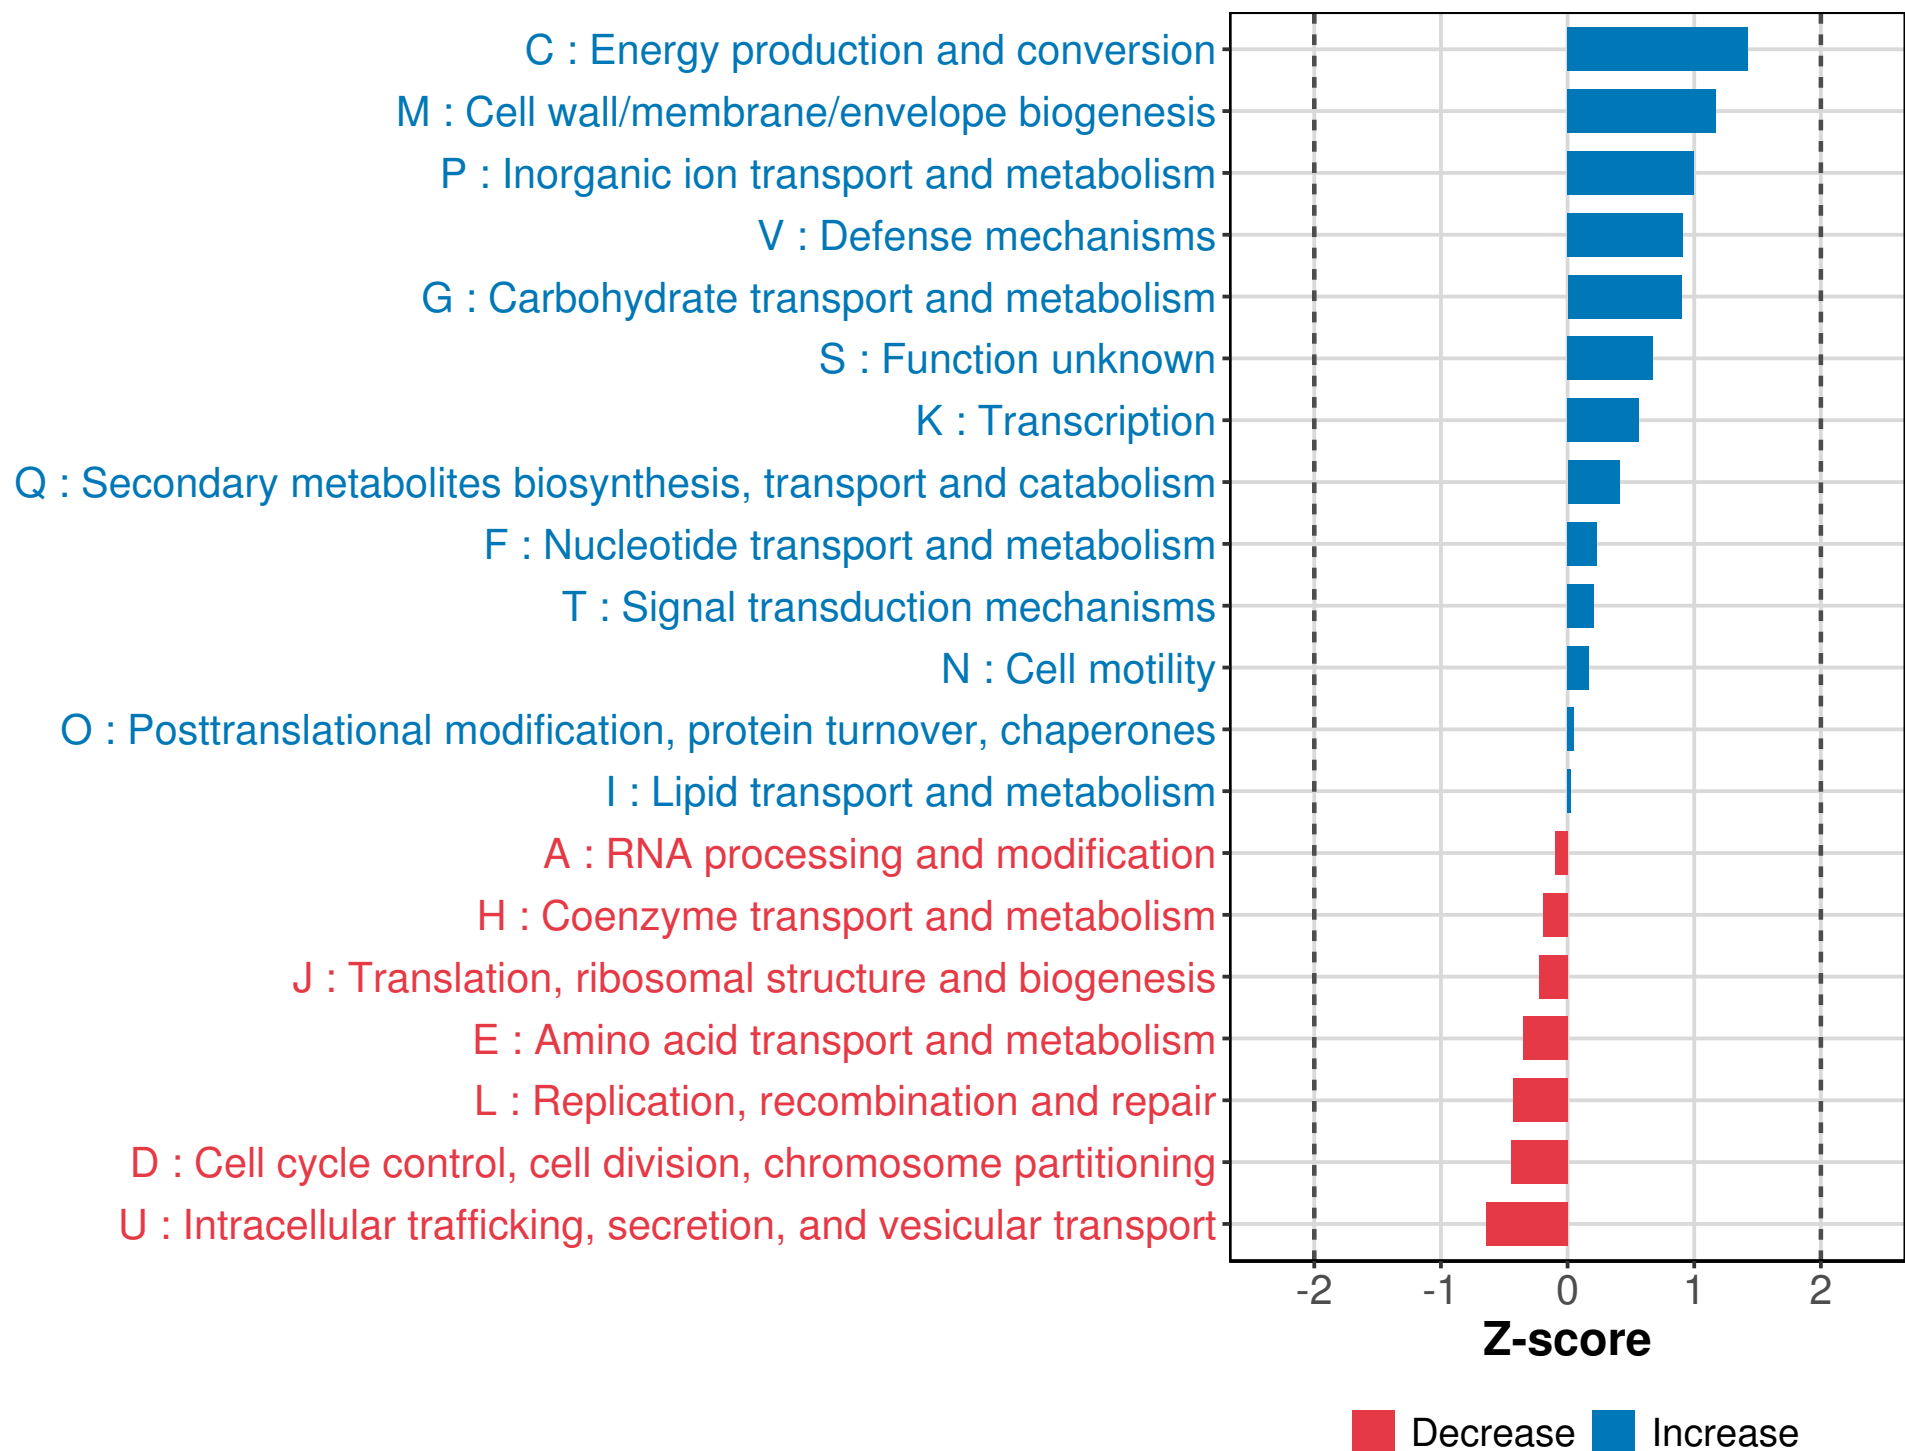 C : Energy production and conversion
M : Cell wall/membrane/envelope biogenesis
P : Inorganic ion transport and metabolism
V : Defense mechanisms
G : Carbohydrate transport and metabolism
S : Function unknown
K : Transcription
Q : Secondary metabolites biosynthesis, transport and catabolism
F : Nucleotide transport and metabolism
T : Signal transduction mechanisms
N : Cell motility
O : Posttranslational modification, protein turnover, chaperones
I : Lipid transport and metabolism
A : RNA processing and modification
H : Coenzyme transport and metabolism
J : Translation, ribosomal structure and biogenesis
E : Amino acid transport and metabolism
L : Replication, recombination and repair
D : Cell cycle control, cell division, chromosome partitioning
U : Intracellular trafficking, secretion, and vesicular transport
-2 -1 0 1 2
Z-score
Decrease Increase